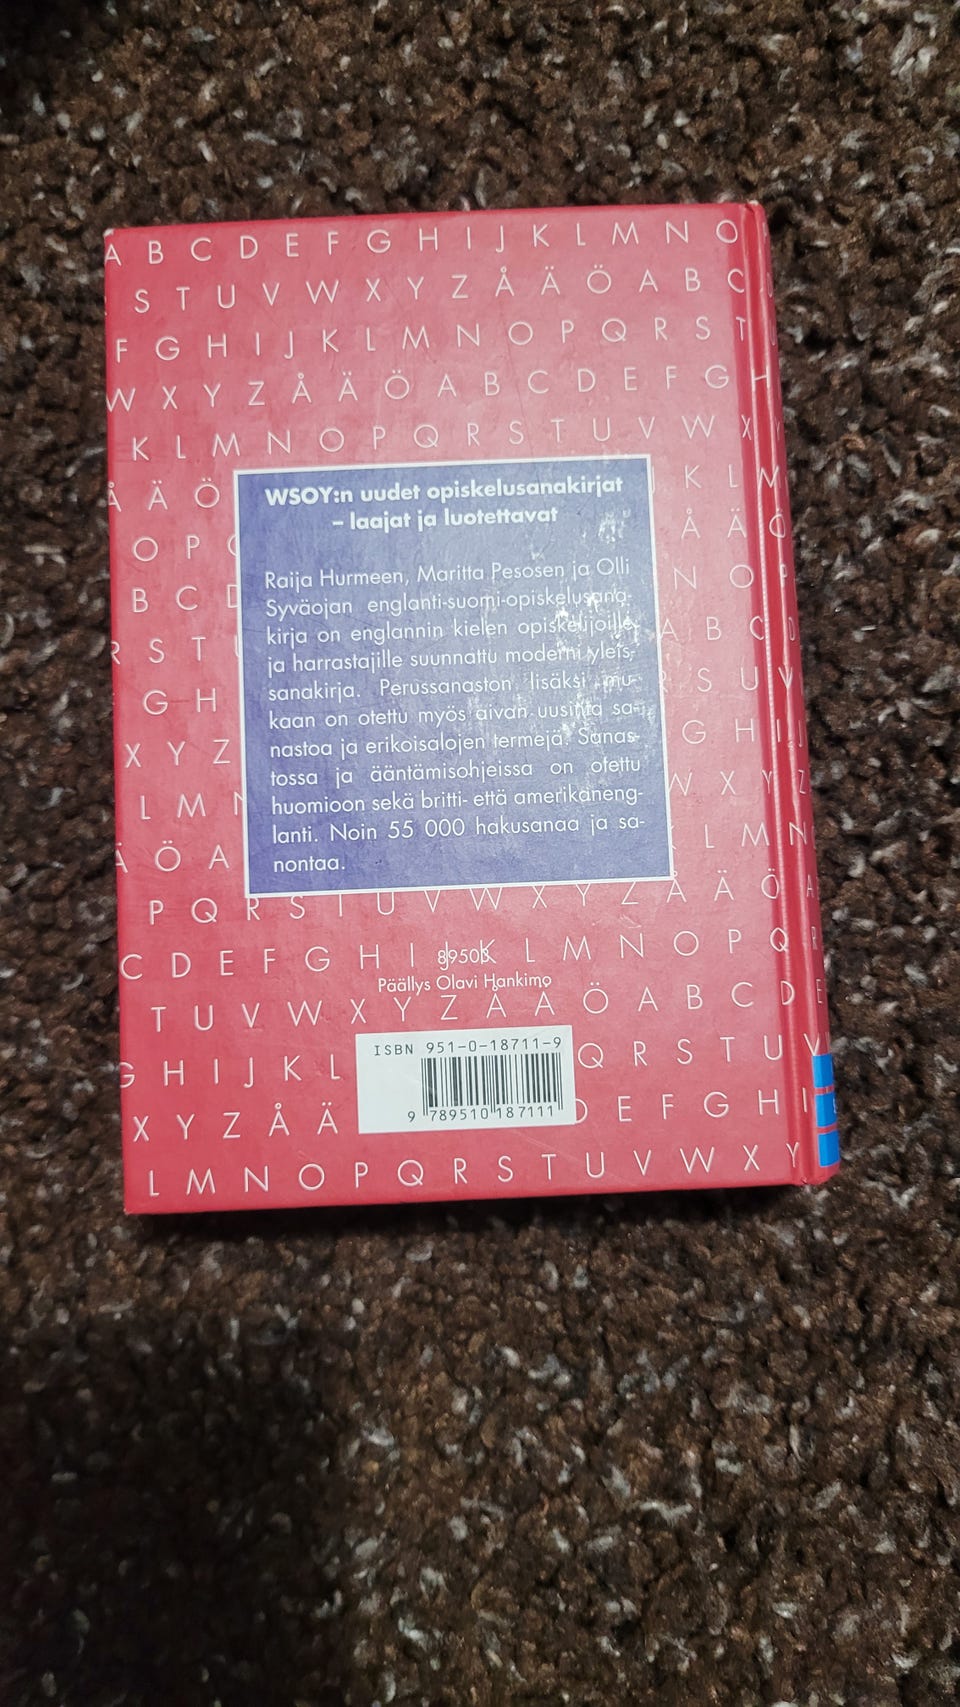 A B C D E F G H I J K L M N O P
S T U V W X Y Z Å Ä Ö A B C
F G H I J K L M N O P Q R S T U
W X Y Z Å Ä Ö A B C D E F G H
K L M N O P Q R S T U V W X Y
WSOY:n uudet opiskelusanakirjat
– laajat ja luotettavat
Raija Hurmeen, Maritta Pesosen ja Olli
Syväojan englanti-suomi-opiskelusana-
kirja on englannin kielen opiskelijoille
ja harrastajille suunnattu moderni yleis-
sanakirja. Perussanaston lisäksi mu-
kaan on otettu myös aivan uusinta sa-
nastoa ja erikoisalojen termejä. Sanas-
tossa ja ääntämisohjeissa on otettu
huomioon sekä britti- että amerikaneng-
lanti. Noin 55 000 hakusanaa ja sa-
nontaa.
Å Ä Ö K L M
O P Q Å Ä Ö
B C D N O P
R S T U A B C D
G H R S U V
X Y Z G H I J
L M N W X Y Z
Ä Ö A K L M N
P Q R S T U V W X Y Z Å Ä Ö A
C D E F G H I J K L M N O P Q R
89503
Päällys Olavi Hankimo
T U V W X Y Z Å Ä Ö A B C D E
G H I J K L Q R S T U V
X Y Z Å Ä D E F G H I
L M N O P Q R S T U V W X Y
ISBN 951-0-18711-9
9 789510 187111